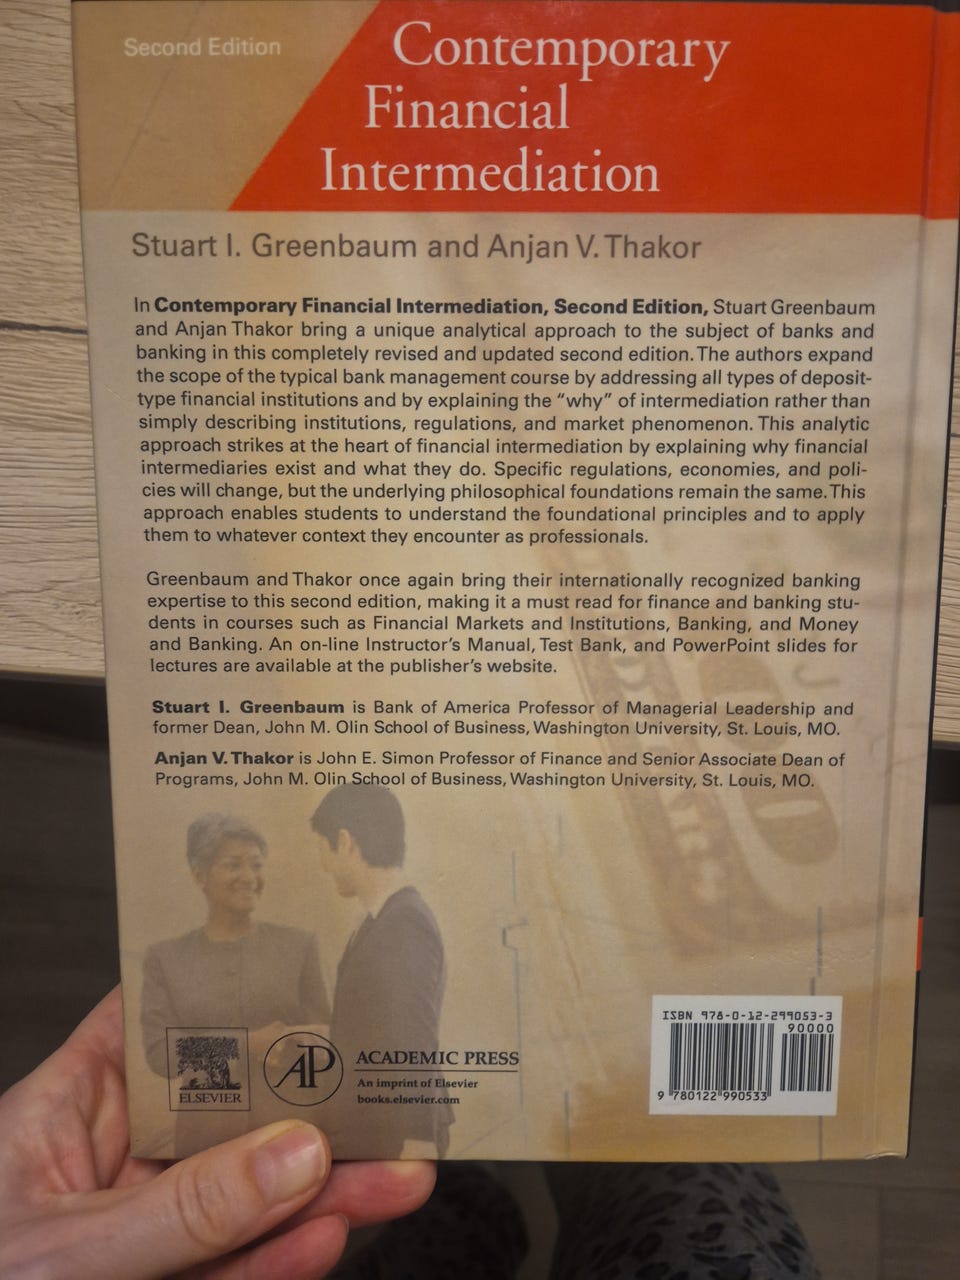 Second Edition
Contemporary
Financial
Intermediation
Stuart I. Greenbaum and Anjan V. Thakor
In Contemporary Financial Intermediation, Second Edition, Stuart Greenbaum
and Anjan Thakor bring a unique analytical approach to the subject of banks and
banking in this completely revised and updated second edition. The authors expand
the scope of the typical bank management course by addressing all types of deposit-
type financial institutions and by explaining the “why” of intermediation rather than
simply describing institutions, regulations, and market phenomenon. This analytic
approach strikes at the heart of financial intermediation by explaining why financial
intermediaries exist and what they do. Specific regulations, economies, and poli-
cies will change, but the underlying philosophical foundations remain the same. This
approach enables students to understand the foundational principles and to apply
them to whatever context they encounter as professionals.
Greenbaum and Thakor once again bring their internationally recognized banking
expertise to this second edition, making it a must read for finance and banking stu-
dents in courses such as Financial Markets and Institutions, Banking, and Money
and Banking. An on-line Instructor’s Manual, Test Bank, and PowerPoint slides for
lectures are available at the publisher’s website.
Stuart I. Greenbaum is Bank of America Professor of Managerial Leadership and
former Dean, John M. Olin School of Business, Washington University, St. Louis, MO.
Anjan V. Thakor is John E. Simon Professor of Finance and Senior Associate Dean of
Programs, John M. Olin School of Business, Washington University, St. Louis, MO.
ELSEVIER
AP
ACADEMIC PRESS
An imprint of Elsevier
books.elsevier.com
ISBN 978-0-12-299053-3
90000
9 780122 990533